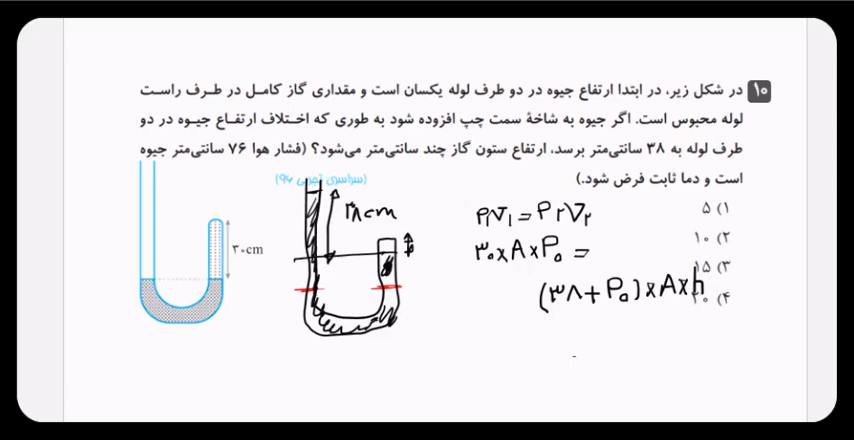 ۱۰ در شکل زیر، در ابتدا ارتفاع جیوه در دو طرف لوله یکسان است و مقداری گاز کامل در طرف راست
لوله محبوس است. اگر جیوه به شاخهٔ سمت چپ افزوده شود به طوری که اختلاف ارتفاع جیوه در دو
طرف لوله به ۳۸ سانتی‌متر برسد، ارتفاع ستون گاز چند سانتی‌متر می‌شود؟ (فشار هوا ۷۶ سانتی‌متر جیوه
است و دما ثابت فرض شود.)
(سراسری تجربی ۹۶)
۱) ۵
۲) ۱۰
۳) ۱۵
۴) ۲۰
۳۰cm
۳۸cm
P۱V۱ = P۲V۲
۳۰ × A × P۰ =
(۳۸ + P۰) × A × h